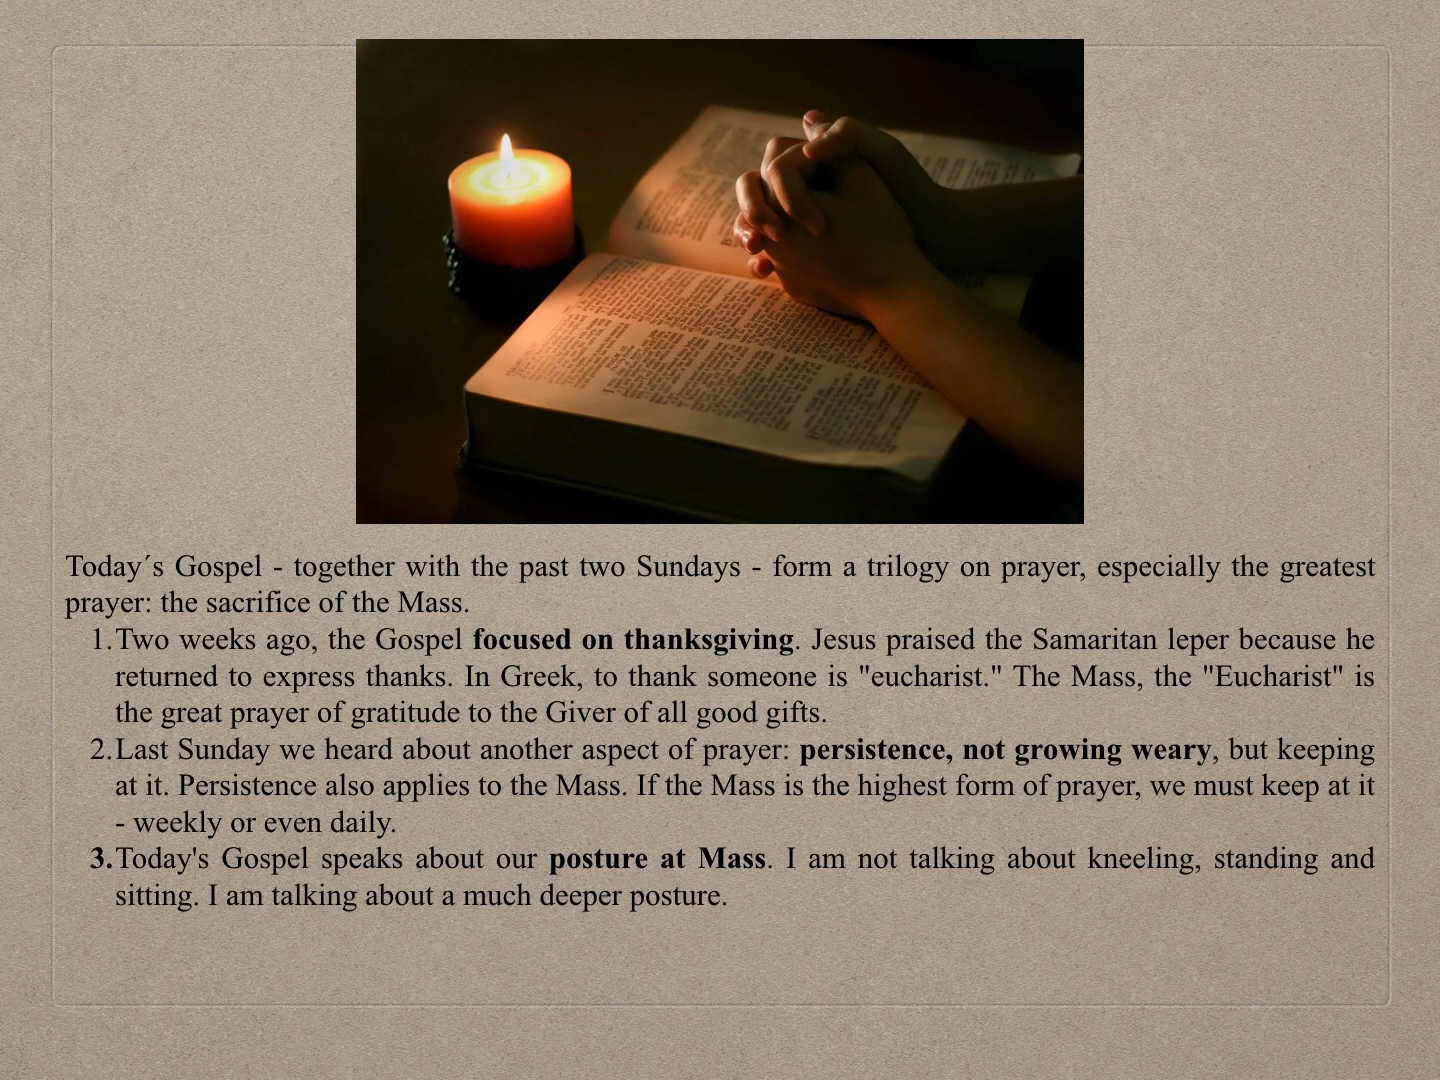 Today´s Gospel - together with the past two Sundays - form a trilogy on prayer, especially the greatest
prayer: the sacrifice of the Mass.
1. Two weeks ago, the Gospel focused on thanksgiving. Jesus praised the Samaritan leper because he
returned to express thanks. In Greek, to thank someone is "eucharist." The Mass, the "Eucharist" is
the great prayer of gratitude to the Giver of all good gifts.
2. Last Sunday we heard about another aspect of prayer: persistence, not growing weary, but keeping
at it. Persistence also applies to the Mass. If the Mass is the highest form of prayer, we must keep at it
- weekly or even daily.
3. Today's Gospel speaks about our posture at Mass. I am not talking about kneeling, standing and
sitting. I am talking about a much deeper posture.